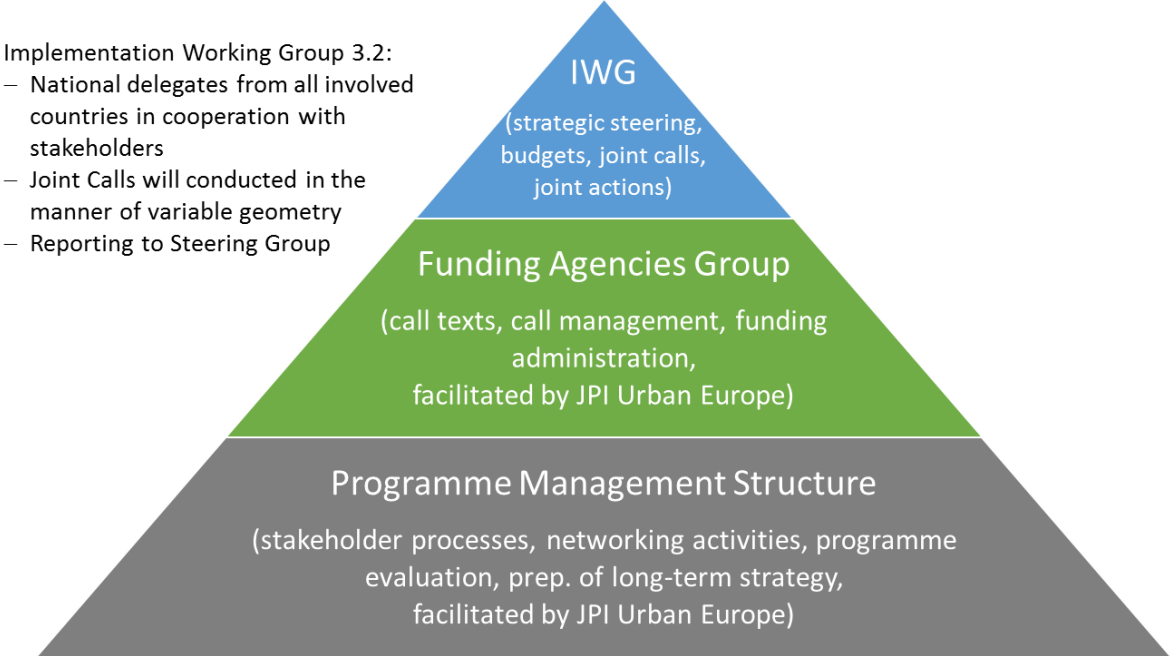 Implementation Working Group 3.2:
– National delegates from all involved
countries in cooperation with
stakeholders
– Joint Calls will conducted in the
manner of variable geometry
– Reporting to Steering Group
IWG
(strategic steering,
budgets, joint calls,
joint actions)
Funding Agencies Group
(call texts, call management, funding
administration,
facilitated by JPI Urban Europe)
Programme Management Structure
(stakeholder processes, networking activities, programme
evaluation, prep. of long-term strategy,
facilitated by JPI Urban Europe)